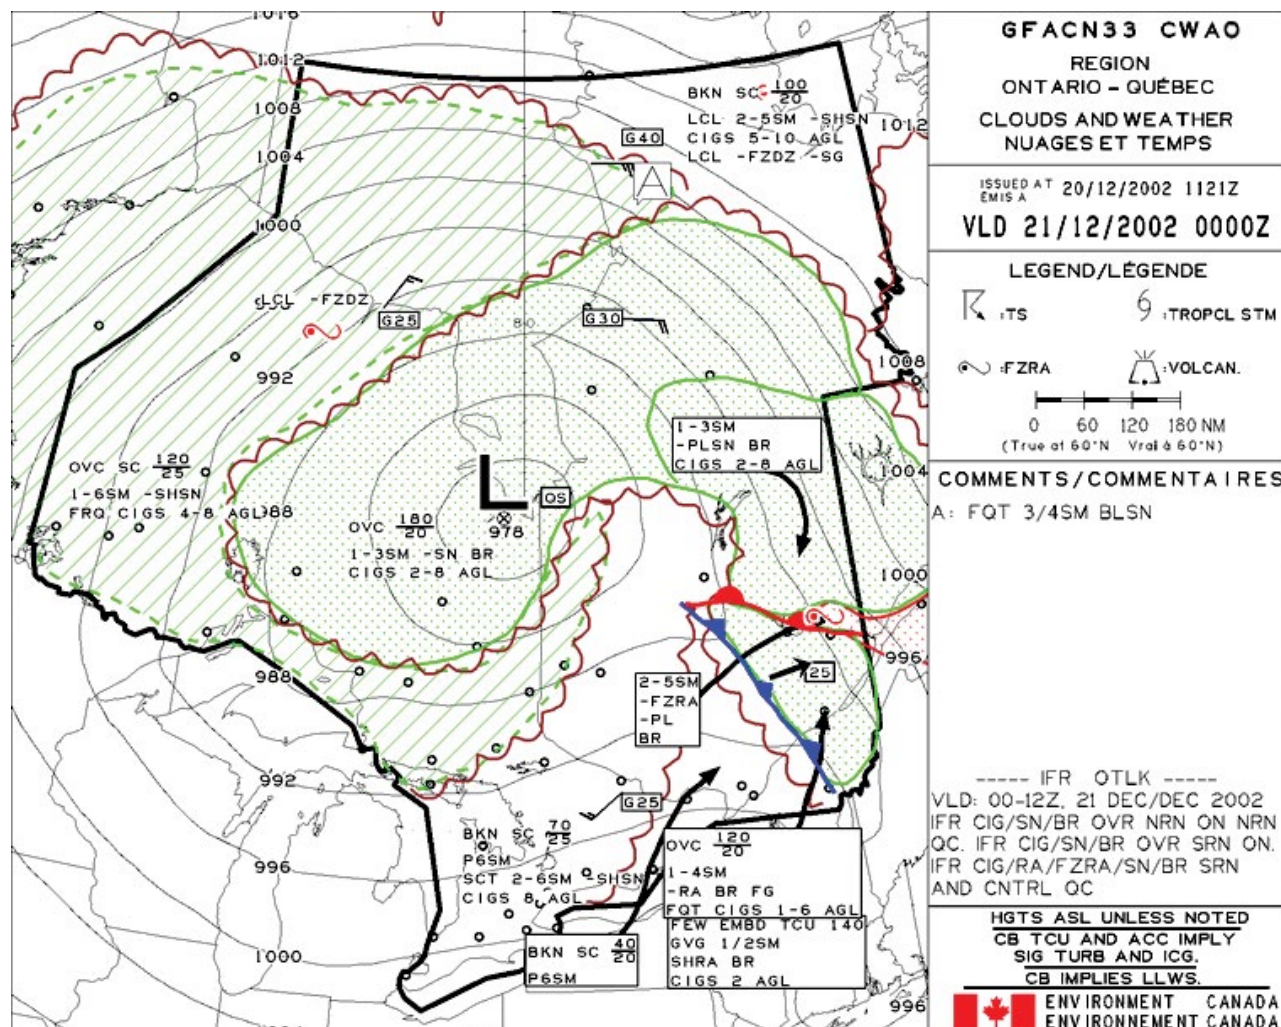 1016
1012
1008
1004
1000
992
988
988
992
996
1000
1012
1008
1004
1000
996
996
BKN SC 100
20
LCL 2-5SM -SHSN
CIGS 5-10 AGL
LCL -FZDZ -SG
G40
A
LCL -FZDZ
G25
G30
80
OVC SC 120
25
1-6SM -SHSN
FRQ CIGS 4-8 AGL
OVC 180
20
1-3SM -SN BR
CIGS 2-8 AGL
L
QS
978
1-3SM
-PLSN BR
CIGS 2-8 AGL
25
2-5SM
-FZRA
-PL
BR
G25
BKN SC 70
25
P6SM
SCT 2-6SM -SHSN
CIGS 8 AGL
BKN SC 40
20
P6SM
OVC 120
20
1-4SM
-RA BR FG
FQT CIGS 1-6 AGL
FEW EMBD TCU 140
GVG 1/2SM
SHRA BR
CIGS 2 AGL
GFACN33 CWAO
REGION
ONTARIO - QUÉBEC
CLOUDS AND WEATHER
NUAGES ET TEMPS
ISSUED AT
ÉMIS A
20/12/2002 1121Z
VLD 21/12/2002 0000Z
LEGEND/LÉGENDE
:TS
:TROPCL STM
:FZRA
:VOLCAN.
0 60 120 180 NM
(True at 60°N Vrai à 60°N)
COMMENTS/COMMENTAIRES
A: FQT 3/4SM BLSN
----- IFR OTLK -----
VLD: 00-12Z, 21 DEC/DEC 2002
IFR CIG/SN/BR OVR NRN ON NRN
QC. IFR CIG/SN/BR OVR SRN ON.
IFR CIG/RA/FZRA/SN/BR SRN
AND CNTRL QC
HGTS ASL UNLESS NOTED
CB TCU AND ACC IMPLY
SIG TURB AND ICG.
CB IMPLIES LLWS.
ENVIRONMENT CANADA
ENVIRONNEMENT CANADA